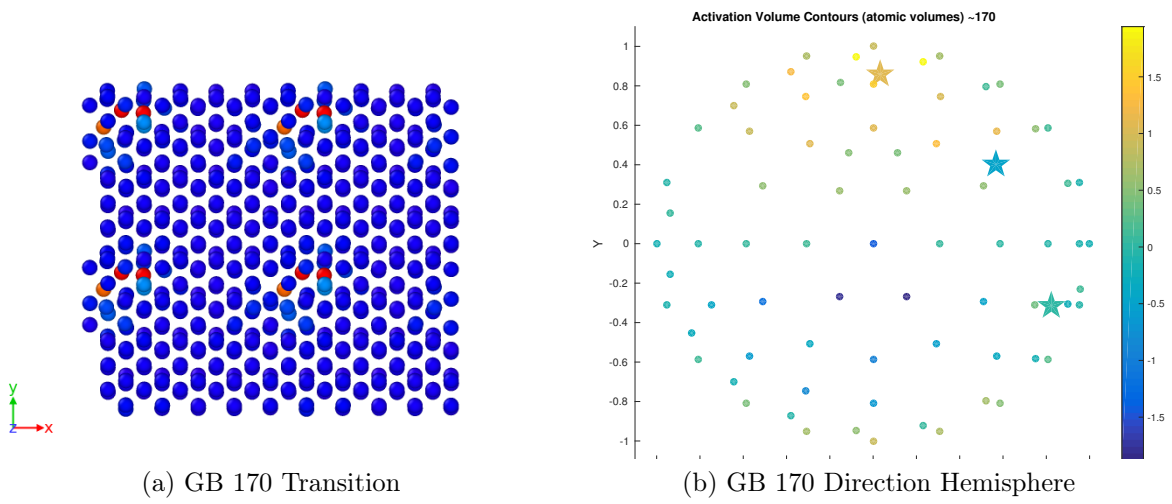 Activation Volume Contours (atomic volumes) ~170
1
0.8
0.6
0.4
0.2
0
-0.2
-0.4
-0.6
-0.8
-1
Y
1.5
1
0.5
0
-0.5
-1
-1.5
y
z
x
(a) GB 170 Transition
(b) GB 170 Direction Hemisphere